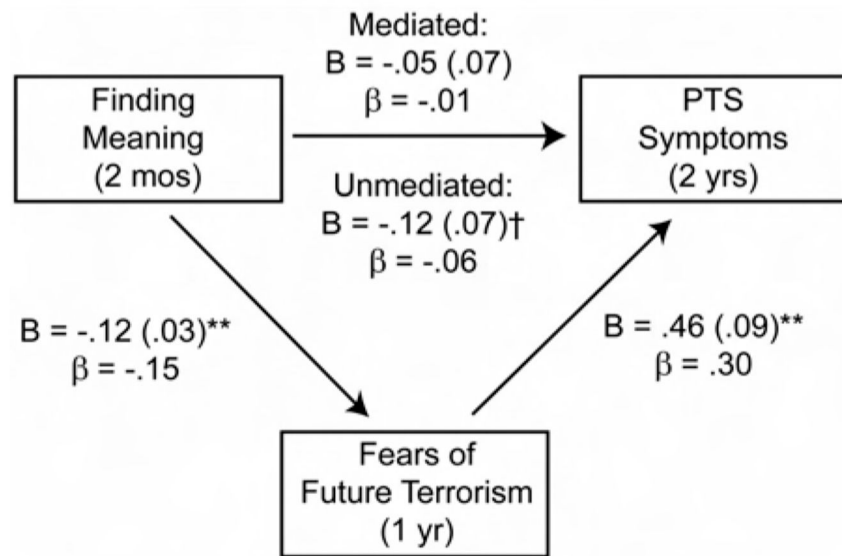 Mediated:
B = -.05 (.07)
β = -.01
Finding
Meaning
(2 mos)
PTS
Symptoms
(2 yrs)
Unmediated:
B = -.12 (.07)†
β = -.06
B = -.12 (.03)**
β = -.15
B = .46 (.09)**
β = .30
Fears of
Future Terrorism
(1 yr)